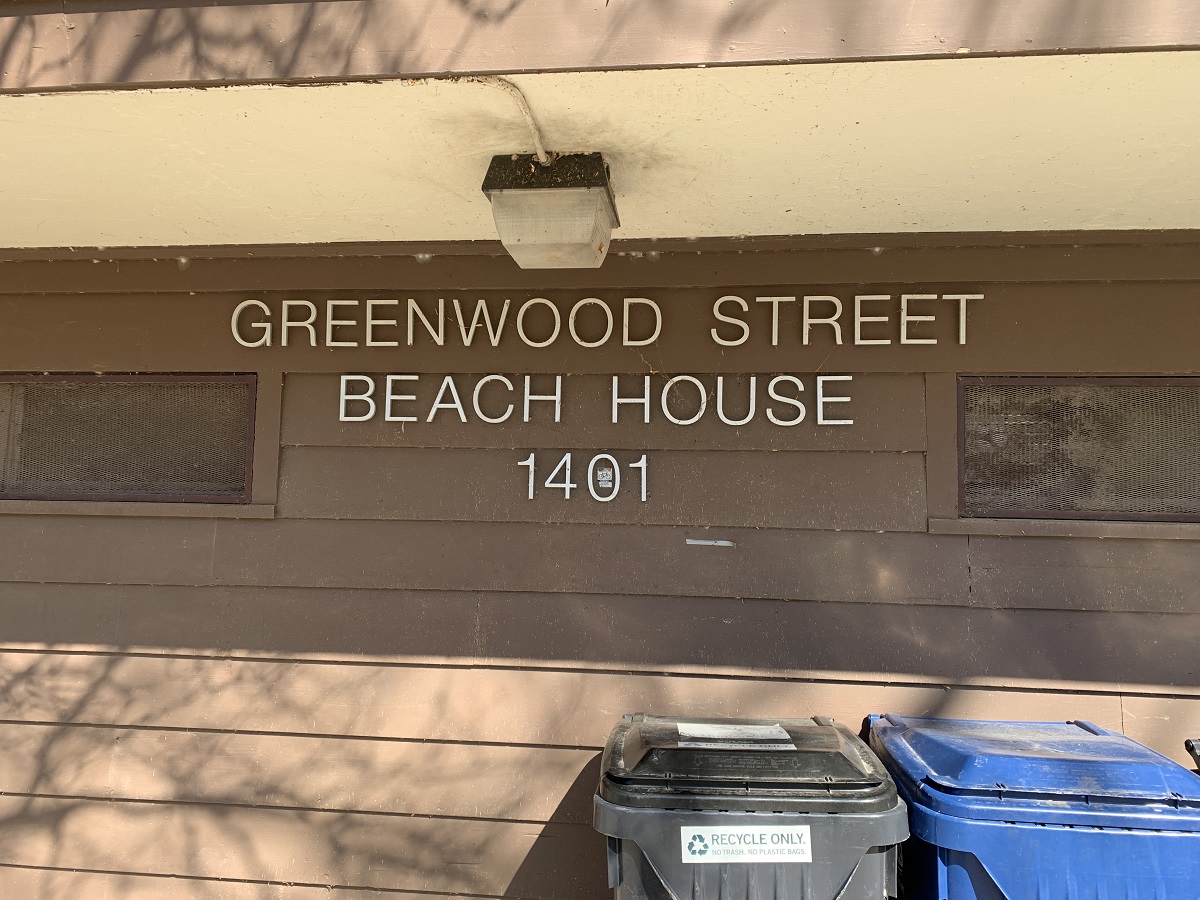 GREENWOOD STREET
BEACH HOUSE
1401
RECYCLE ONLY.
NO TRASH. NO PLASTIC BAGS.